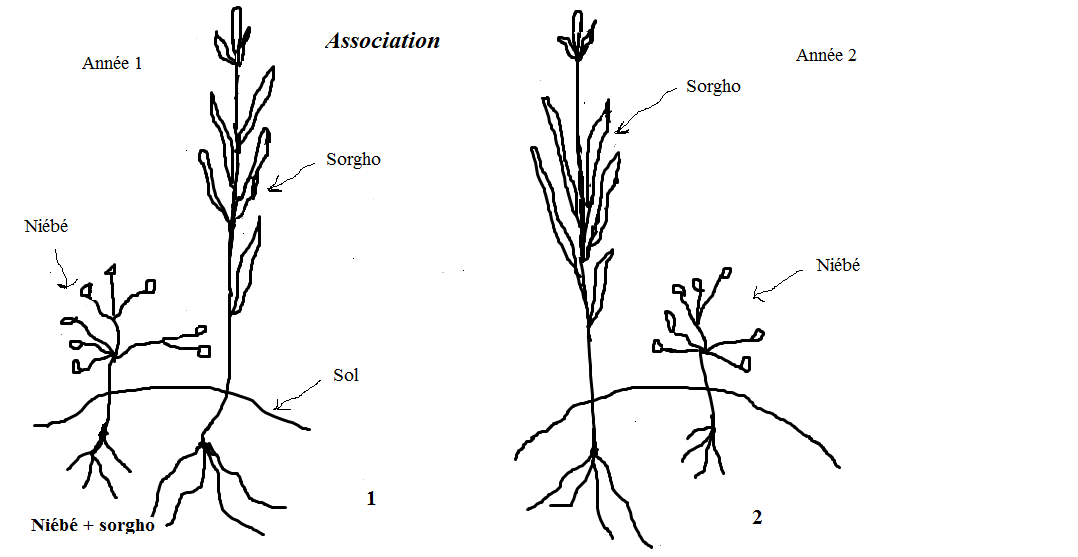 Association
Année 1
Année 2
Sorgho
Sorgho
Niébé
Niébé
Sol
1
2
Niébé + sorgho